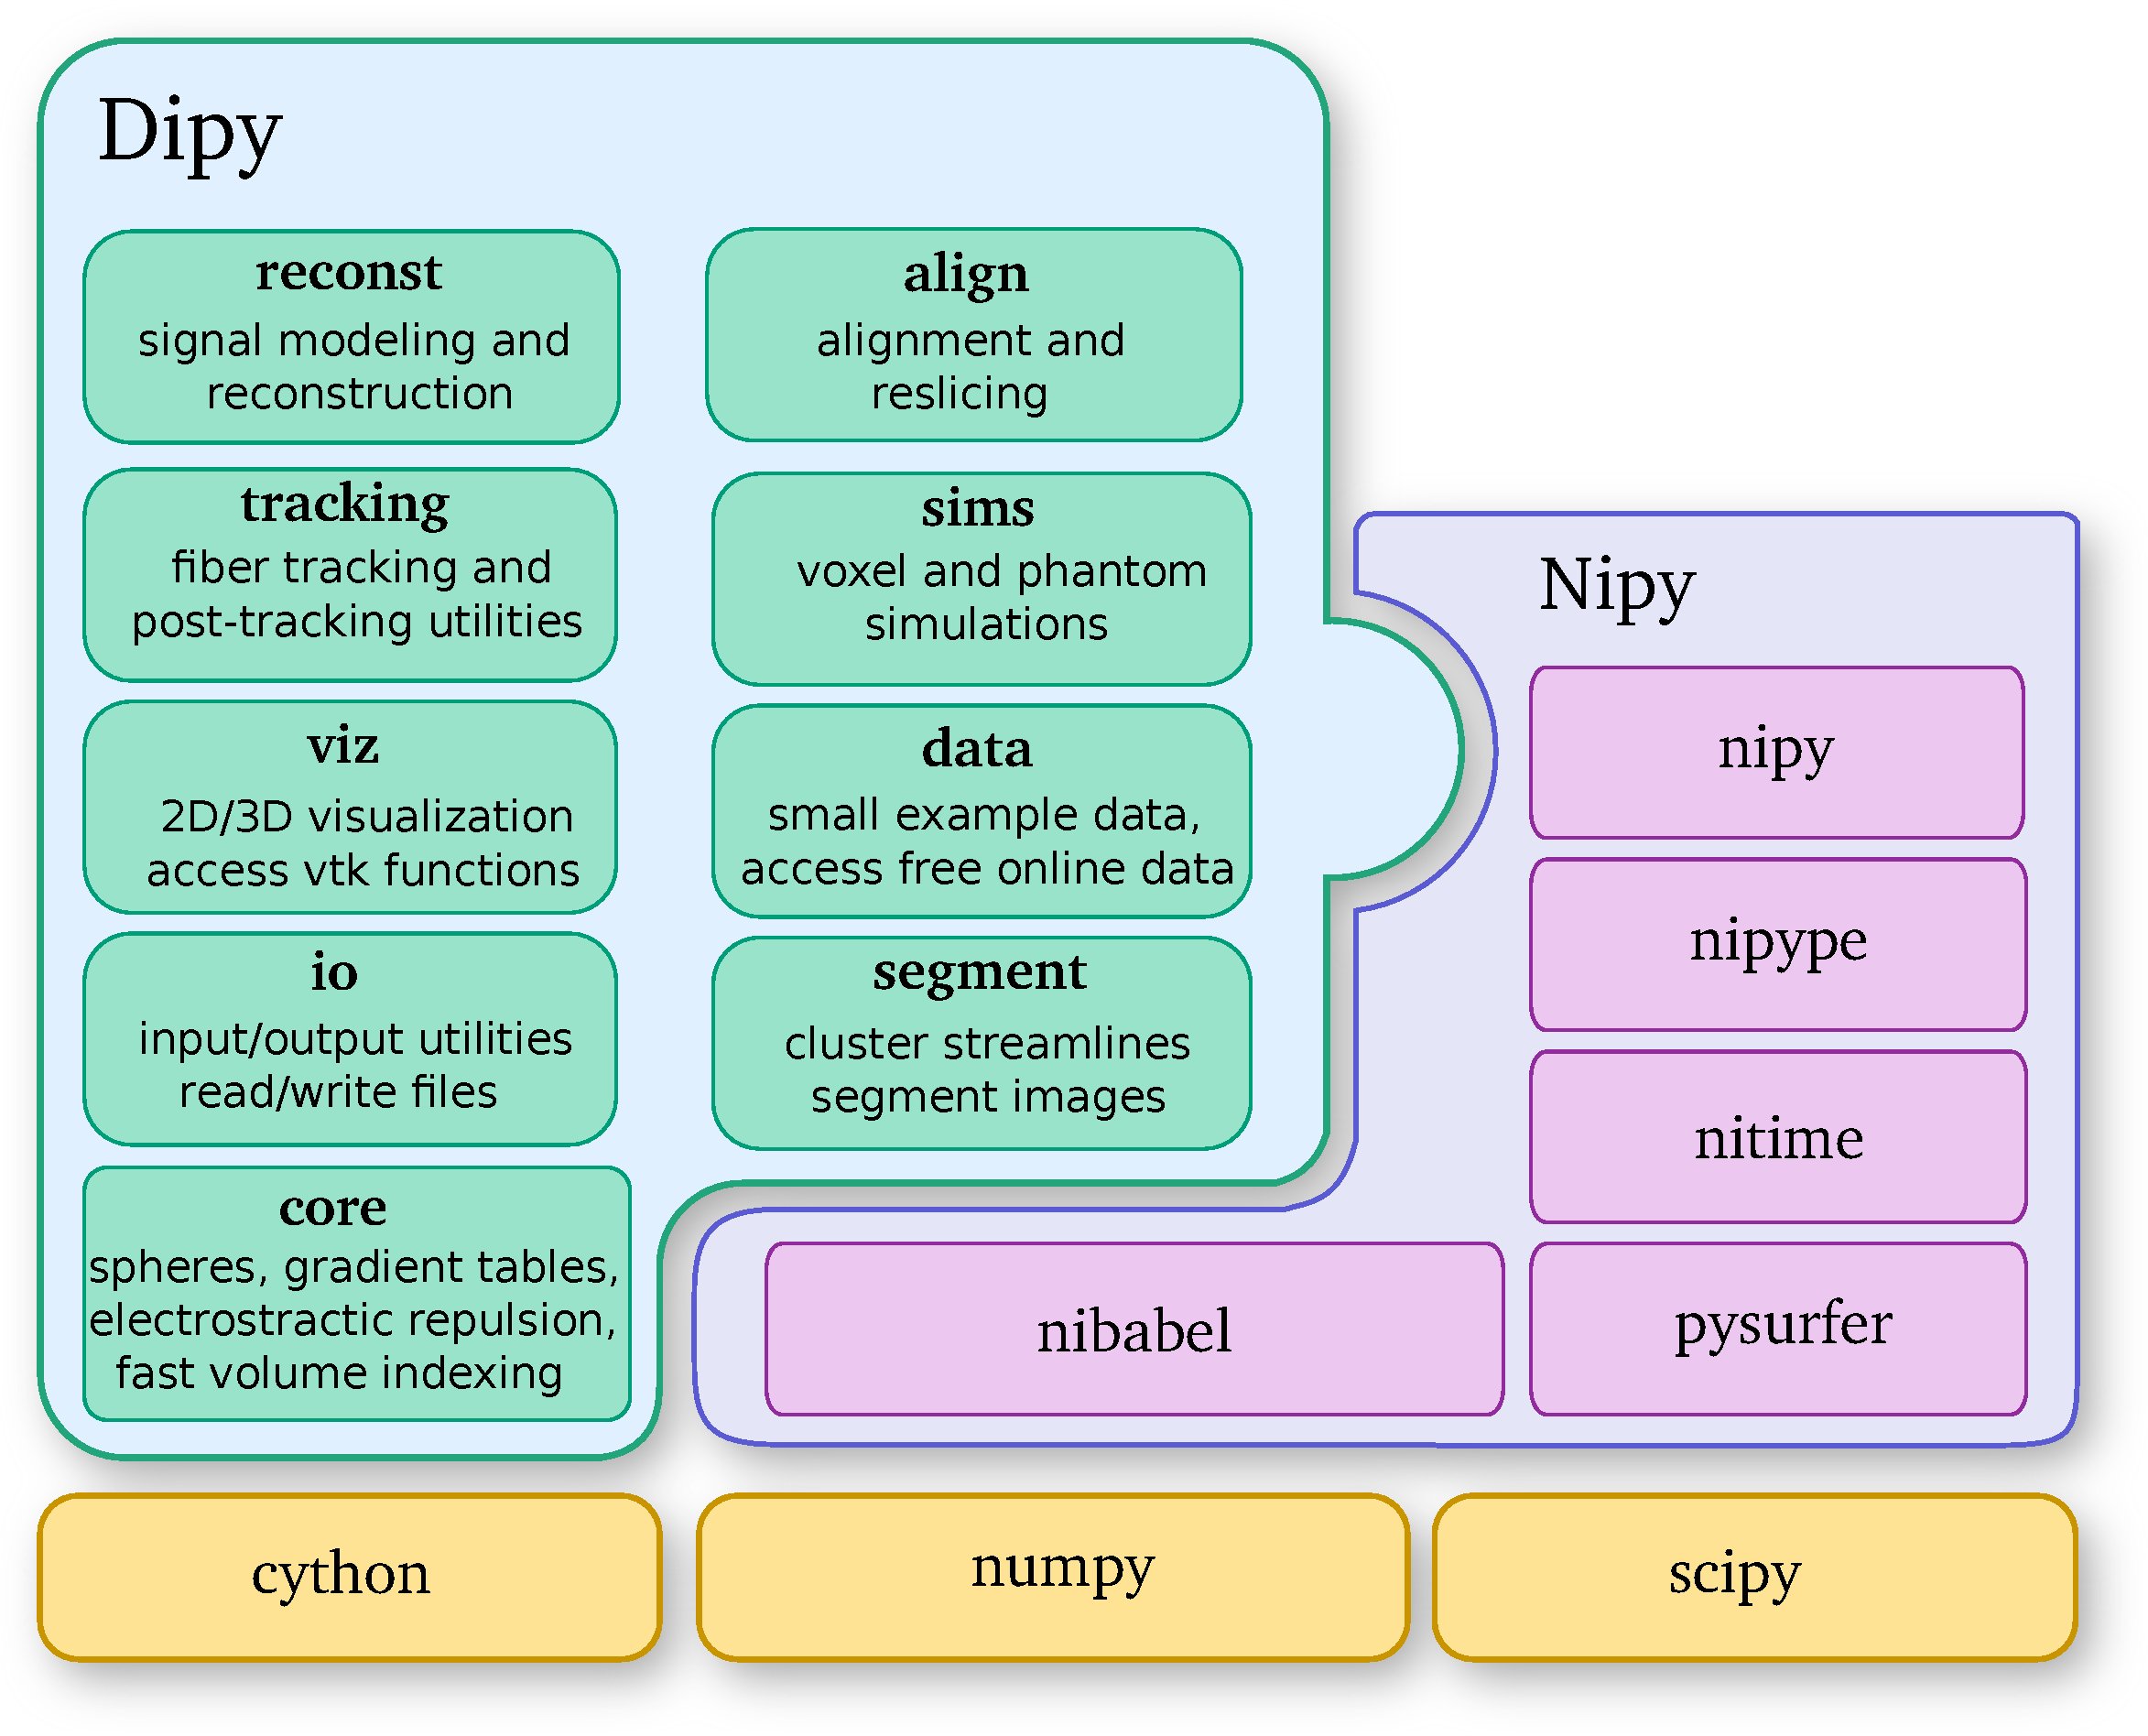 Dipy
reconst
signal modeling and
reconstruction
align
alignment and
reslicing
tracking
fiber tracking and
post-tracking utilities
sims
voxel and phantom
simulations
viz
2D/3D visualization
access vtk functions
data
small example data,
access free online data
io
input/output utilities
read/write files
segment
cluster streamlines
segment images
core
spheres, gradient tables,
electrostractic repulsion,
fast volume indexing
Nipy
nipy
nipype
nitime
nibabel
pysurfer
cython
numpy
scipy